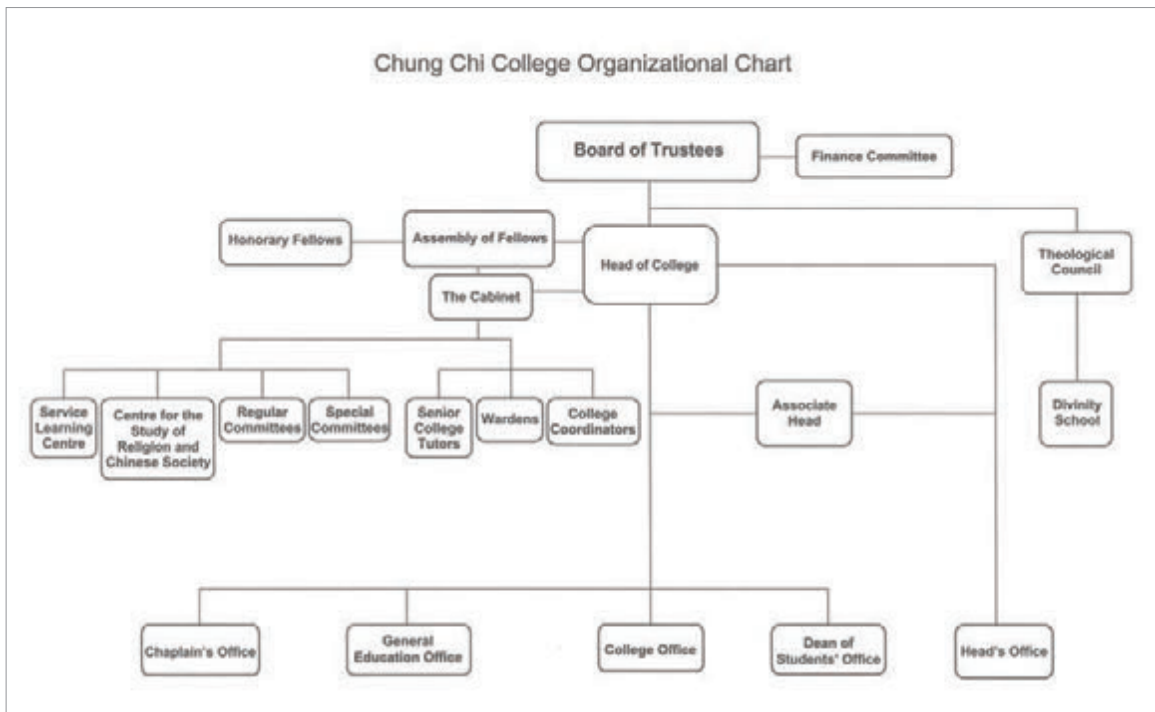 Chung Chi College Organizational Chart
Board of Trustees
Finance Committee
Honorary Fellows
Assembly of Fellows
Head of College
Theological
Council
The Cabinet
Service
Learning
Centre
Centre for the
Study of
Religion and
Chinese Society
Regular
Committees
Special
Committees
Senior
College
Tutors
Wardens
College
Coordinators
Associate
Head
Divinity
School
Chaplain's Office
General
Education Office
College Office
Dean of
Students' Office
Head's Office